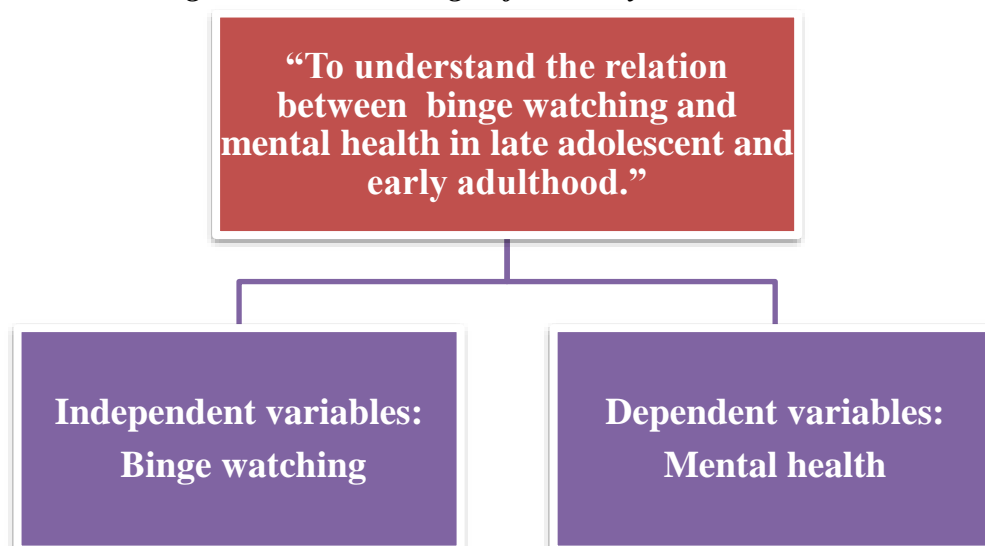 “To understand the relation
between binge watching and
mental health in late adolescent and
early adulthood.”
Independent variables:
Binge watching
Dependent variables:
Mental health